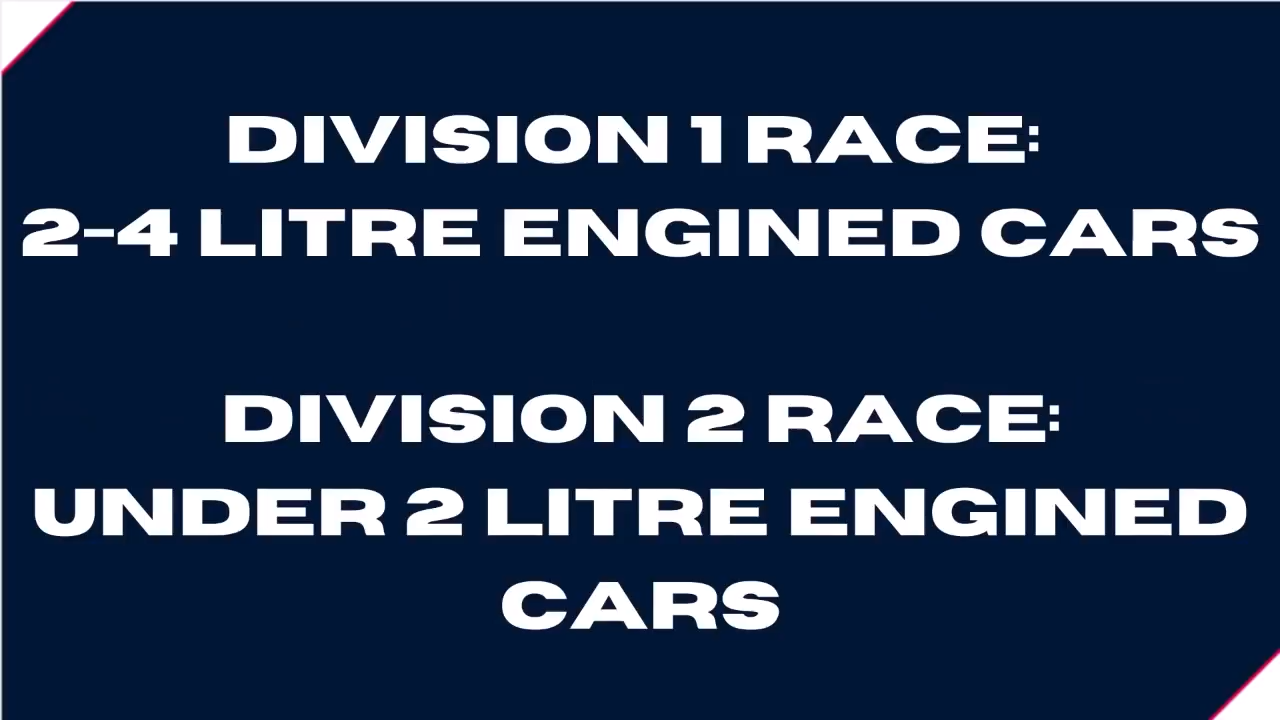 DIVISION 1 RACE:
2-4 LITRE ENGINED CARS
DIVISION 2 RACE:
UNDER 2 LITRE ENGINED
CARS